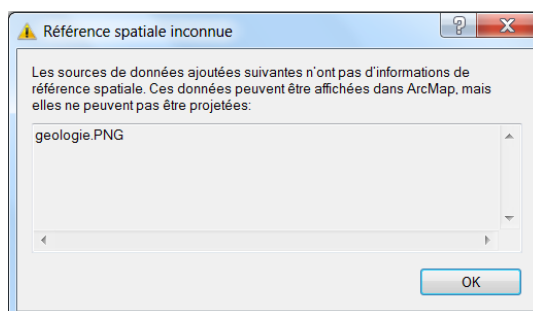 Référence spatiale inconnue
Les sources de données ajoutées suivantes n'ont pas d'informations de
référence spatiale. Ces données peuvent être affichées dans ArcMap, mais
elles ne peuvent pas être projetées:
geologie.PNG
OK